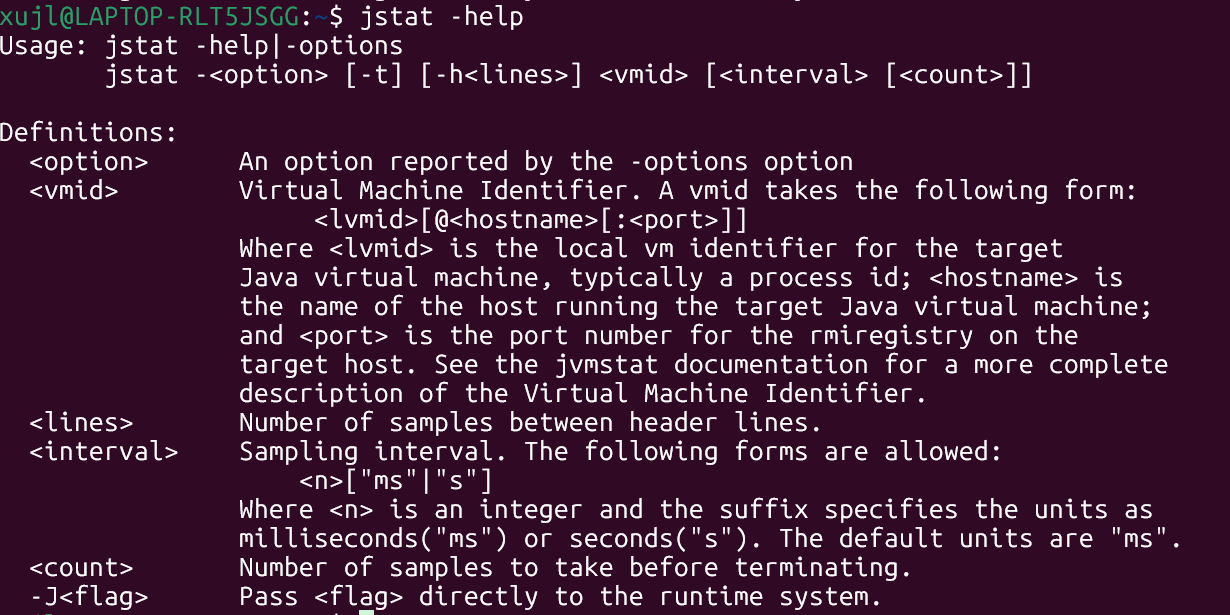 xujl@LAPTOP-RLT5JSGG:~$ jstat -help
Usage: jstat -help|-options
       jstat -<option> [-t] [-h<lines>] <vmid> [<interval> [<count>]]

Definitions:
  <option>      An option reported by the -options option
  <vmid>        Virtual Machine Identifier. A vmid takes the following form:
                     <lvmid>[@<hostname>[:<port>]]
                Where <lvmid> is the local vm identifier for the target
                Java virtual machine, typically a process id; <hostname> is
                the name of the host running the target Java virtual machine;
                and <port> is the port number for the rmiregistry on the
                target host. See the jvmstat documentation for a more complete
                description of the Virtual Machine Identifier.
  <lines>       Number of samples between header lines.
  <interval>    Sampling interval. The following forms are allowed:
                    <n>["ms"|"s"]
                Where <n> is an integer and the suffix specifies the units as
                milliseconds("ms") or seconds("s"). The default units are "ms".
  <count>       Number of samples to take before terminating.
  -J<flag>      Pass <flag> directly to the runtime system.